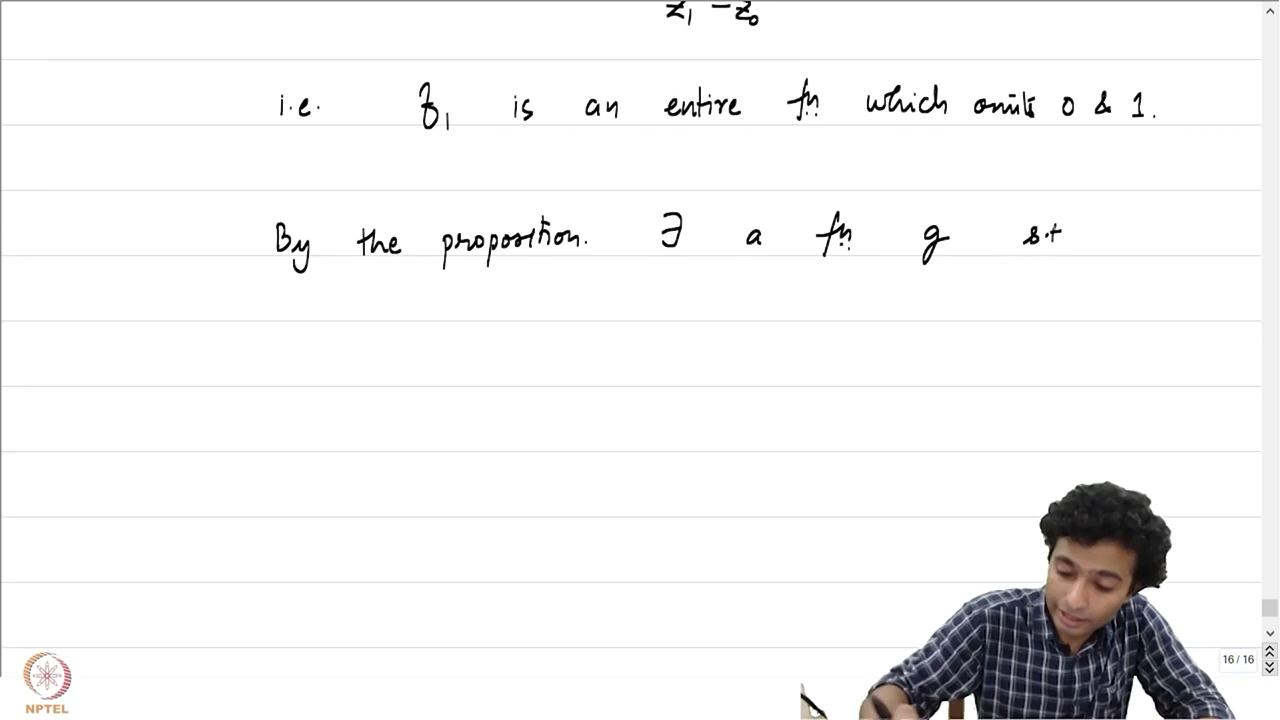 z₁ - z₀
i.e. f₁ is an entire fn which omits 0 & 1.
By the proposition. ∃ a fn g s.t
16 / 16
NPTEL